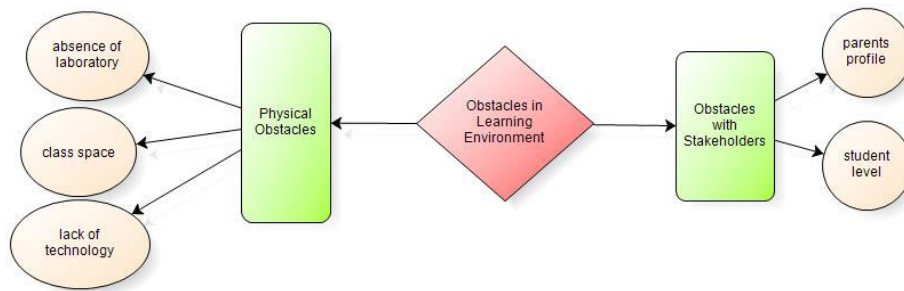 absence of
laboratory
class space
lack of
technology
Physical
Obstacles
Obstacles in
Learning
Environment
Obstacles
with
Stakeholders
parents
profile
student
level